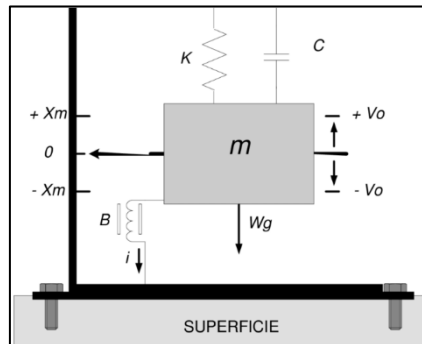 K
C
+ Xm
+ Vo
0
m
- Xm
- Vo
B
Wg
i
SUPERFICIE